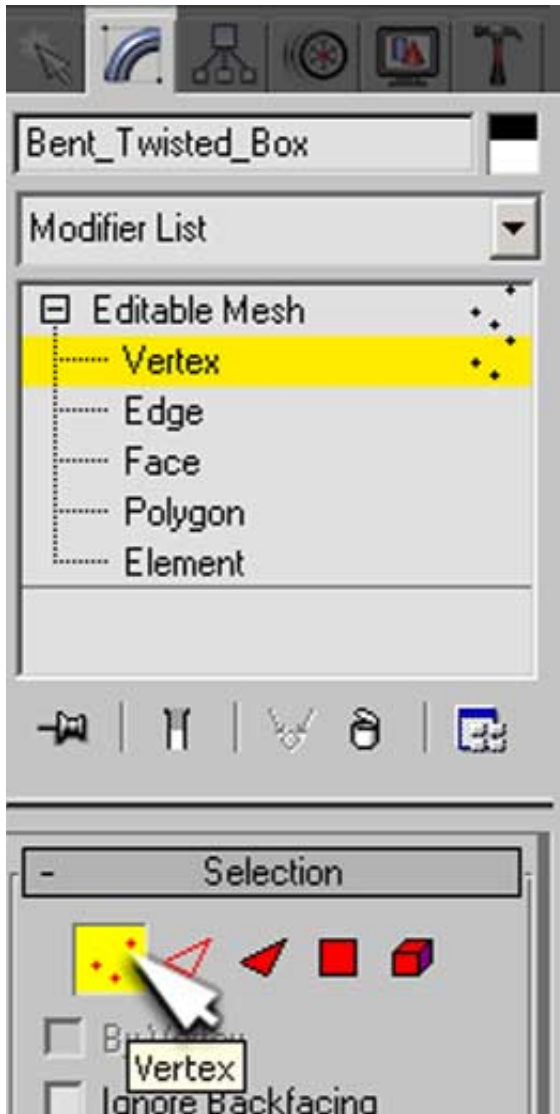 Bent_Twisted_Box
Modifier List
Editable Mesh
Vertex
Edge
Face
Polygon
Element
- Selection
Vertex
Ignore Backfacing